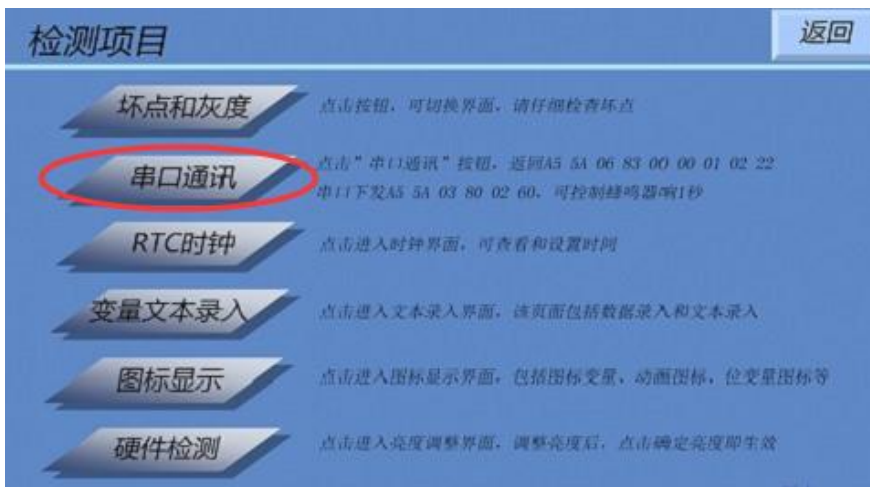 检测项目
返回
坏点和灰度
点击按钮，可切换界面，请仔细检查坏点
串口通讯
点击"串口通讯"按钮，返回A5 5A 06 83 00 00 01 02 22
串口下发A5 5A 03 80 02 60，可控制蜂鸣器响1秒
RTC时钟
点击进入时钟界面，可查看和设置时间
变量文本录入
点击进入文本录入界面，该页面包括数据录入和文本录入
图标显示
点击进入图标显示界面，包括图标变量、动画图标、位变量图标等
硬件检测
点击进入亮度调整界面，调整亮度后，点击确定亮度即生效